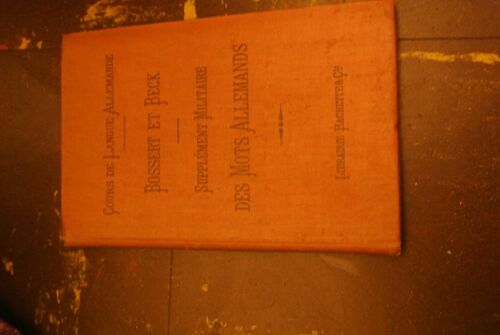 COURS DE LANGUE ALLEMANDE
BOSSERT ET BECK
SUPPLÉMENT MILITAIRE
DES MOTS ALLEMANDS
LIBRAIRIE HACHETTE & Cie